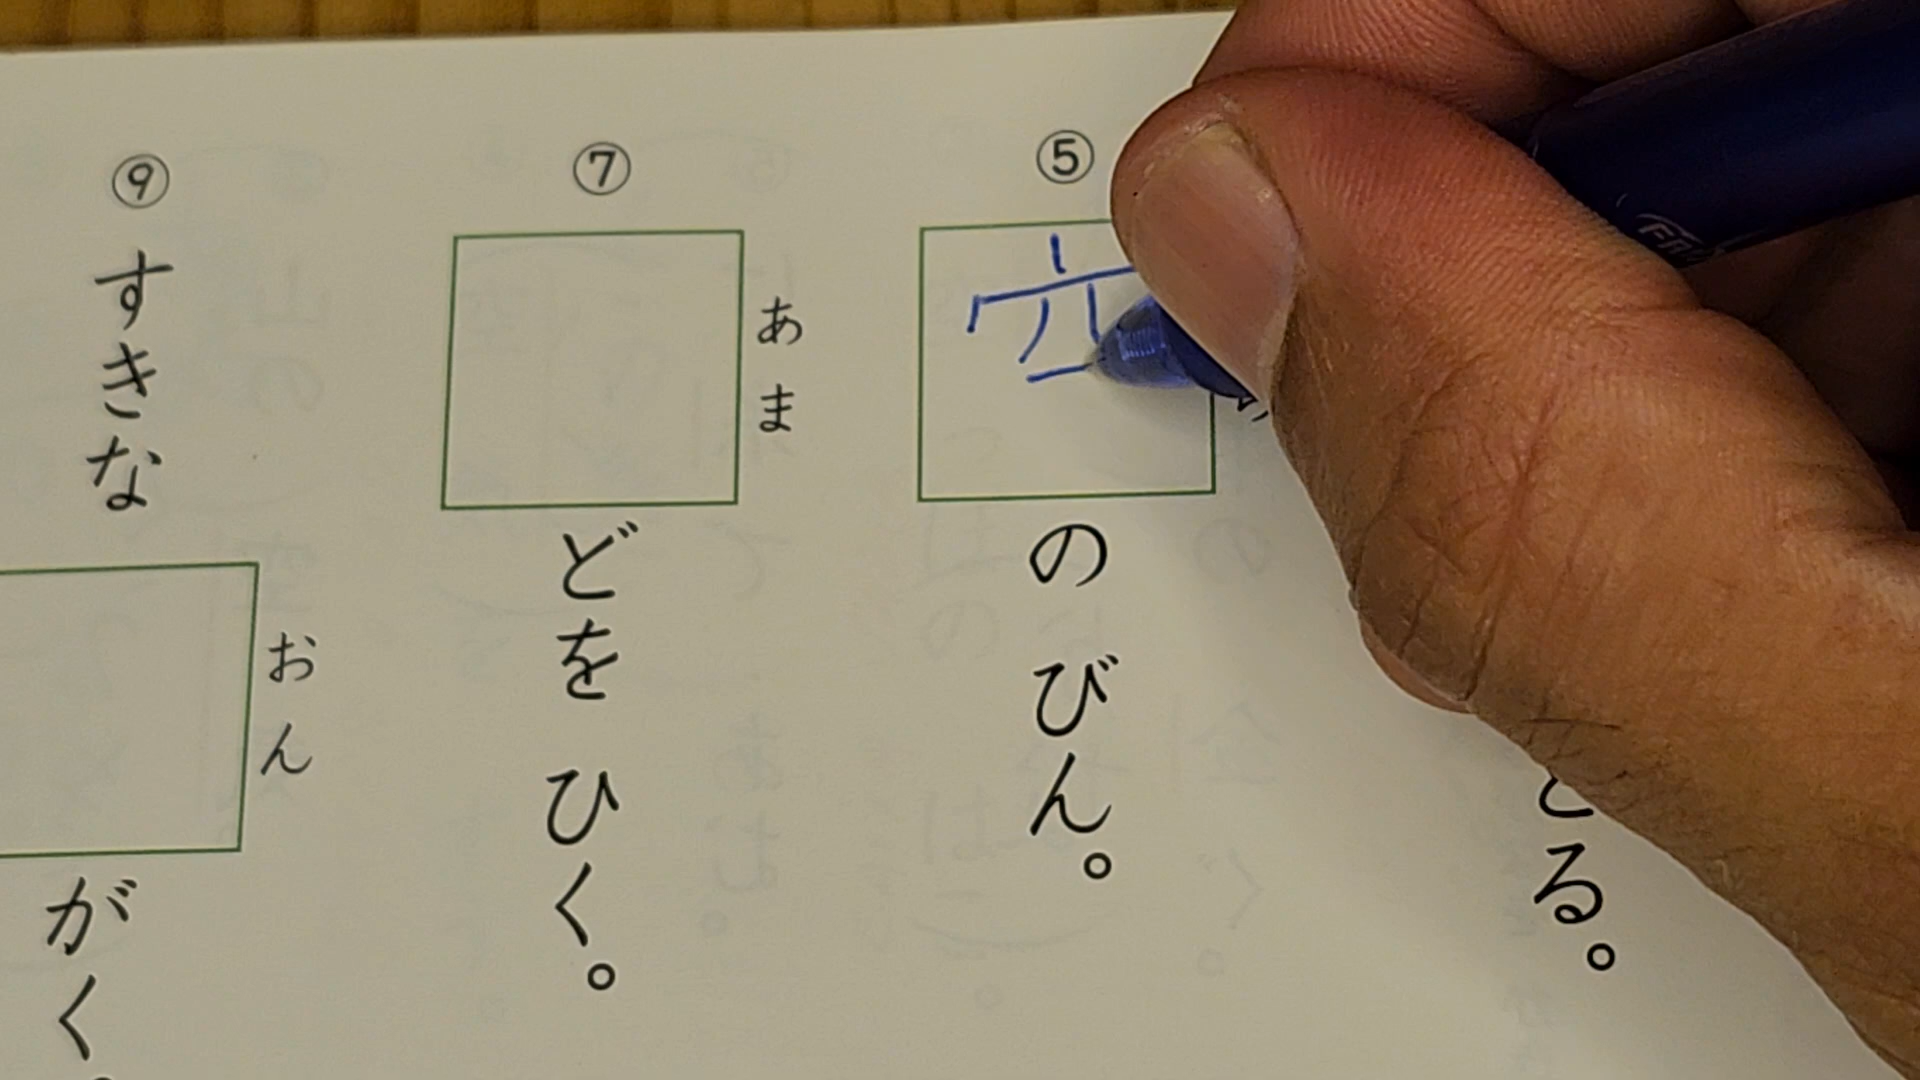 る。
⑤
の びん。
⑦
あま
どを ひく。
⑨ すきな
おん
がく。